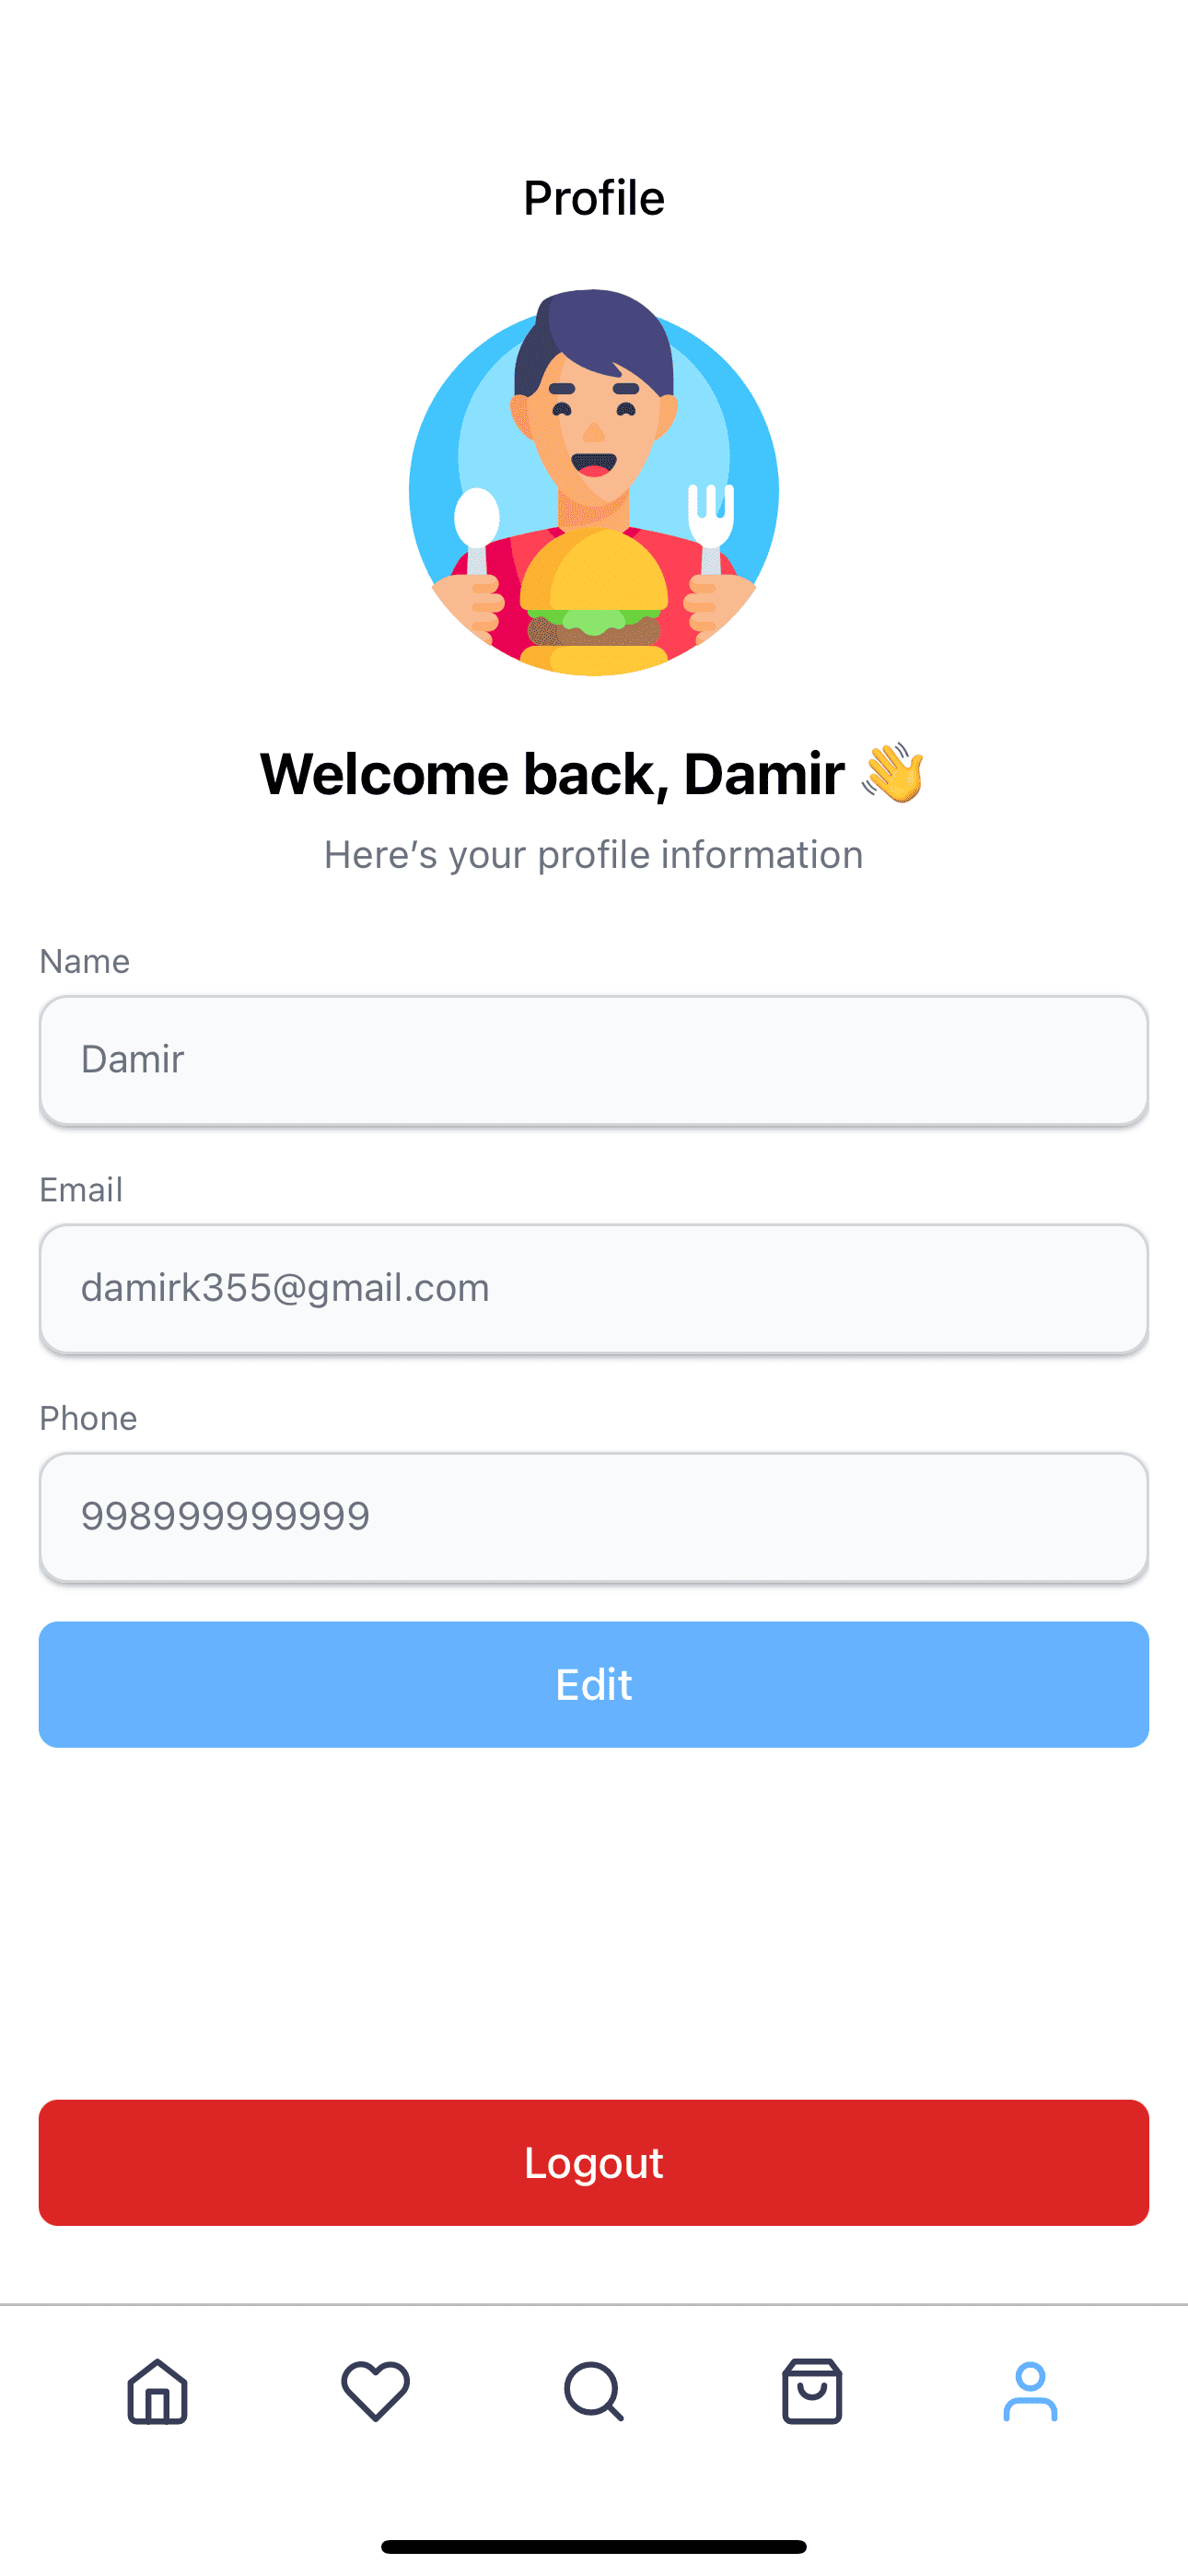 Profile
Welcome back, Damir 👋
Here’s your profile information
Name
Damir
Email
damirk355@gmail.com
Phone
998999999999
Edit
Logout